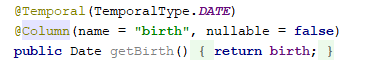 @Temporal(TemporalType.DATE)
@Column(name = "birth", nullable = false)
public Date getBirth() { return birth; }